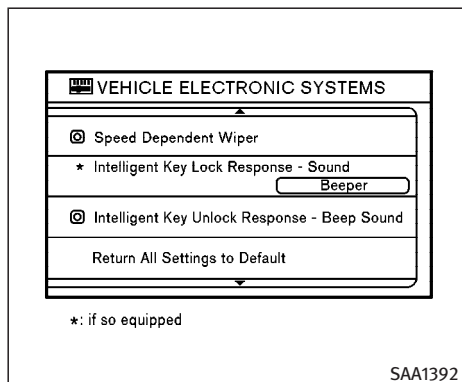 VEHICLE ELECTRONIC SYSTEMS
Speed Dependent Wiper
* Intelligent Key Lock Response - Sound
Beeper
Intelligent Key Unlock Response - Beep Sound
Return All Settings to Default
*: if so equipped
SAA1392